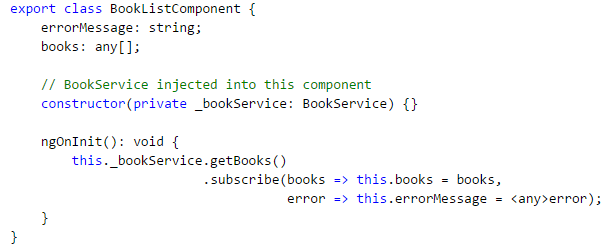 export class BookListComponent {
    errorMessage: string;
    books: any[];

    // BookService injected into this component
    constructor(private _bookService: BookService) {}

    ngOnInit(): void {
        this._bookService.getBooks()
                         .subscribe(books => this.books = books,
                                    error => this.errorMessage = <any>error);
    }
}